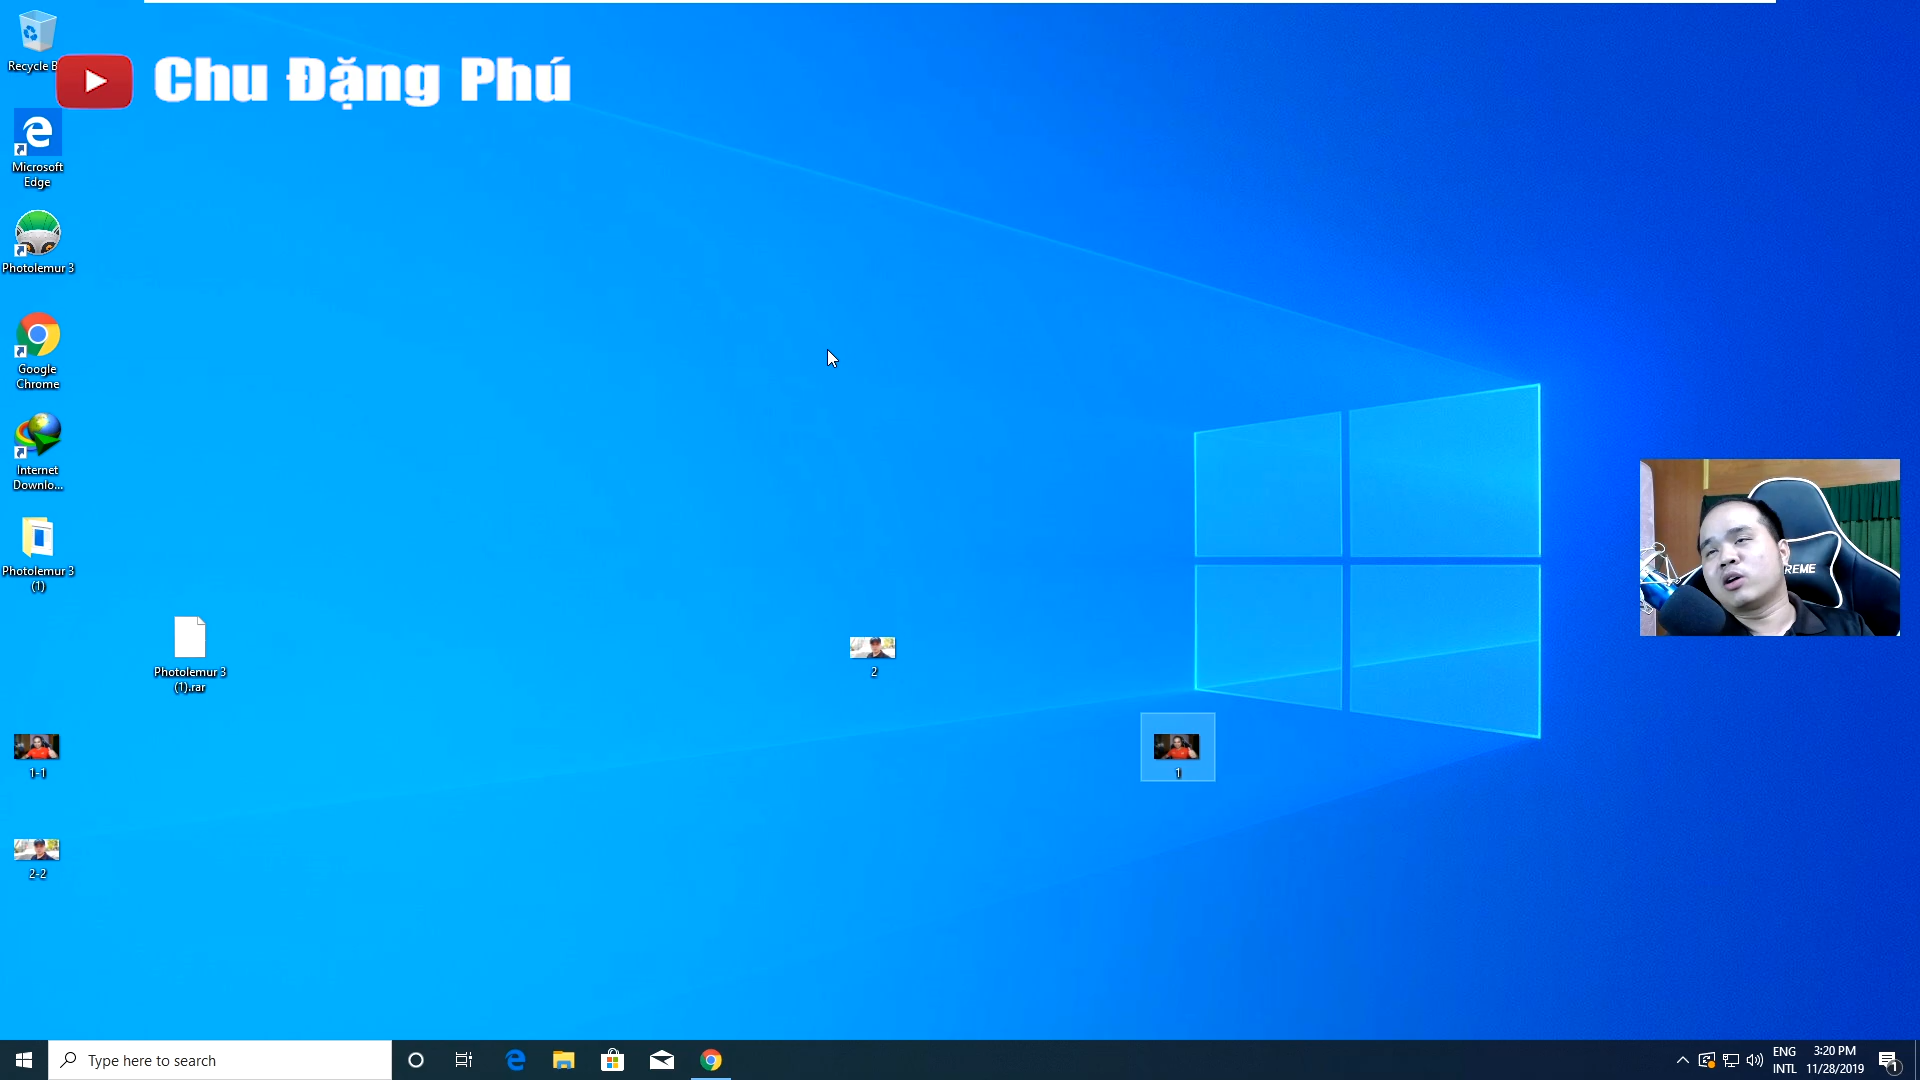 Recycle B
Chu Đặng Phú
Microsoft
Edge
Photolemur 3
Google
Chrome
Internet
Downlo...
Photolemur 3
(1)
Photolemur 3
(1).rar
2
1
1-1
2-2
REME
Type here to search
ENG
INTL
3:20 PM
11/28/2019
1